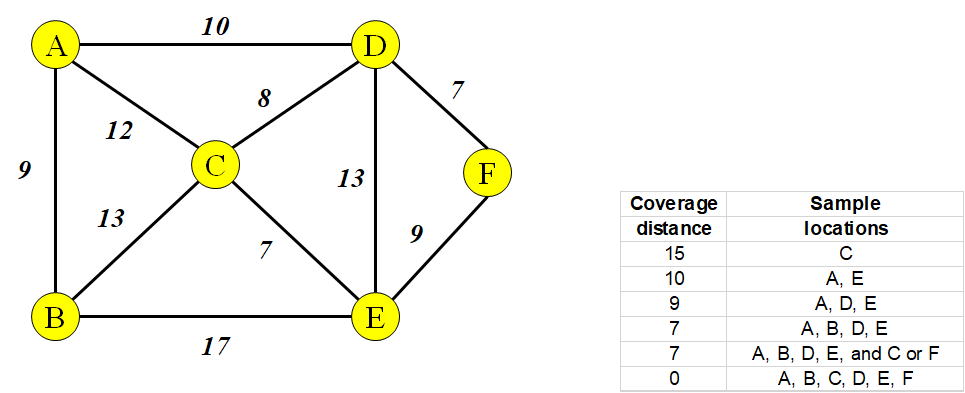 10
A
D
8
7
12
9
C
F
13
13
9
7
B
E
17
Coverage Sample
distance locations
15 C
10 A, E
9 A, D, E
7 A, B, D, E
7 A, B, D, E, and C or F
0 A, B, C, D, E, F